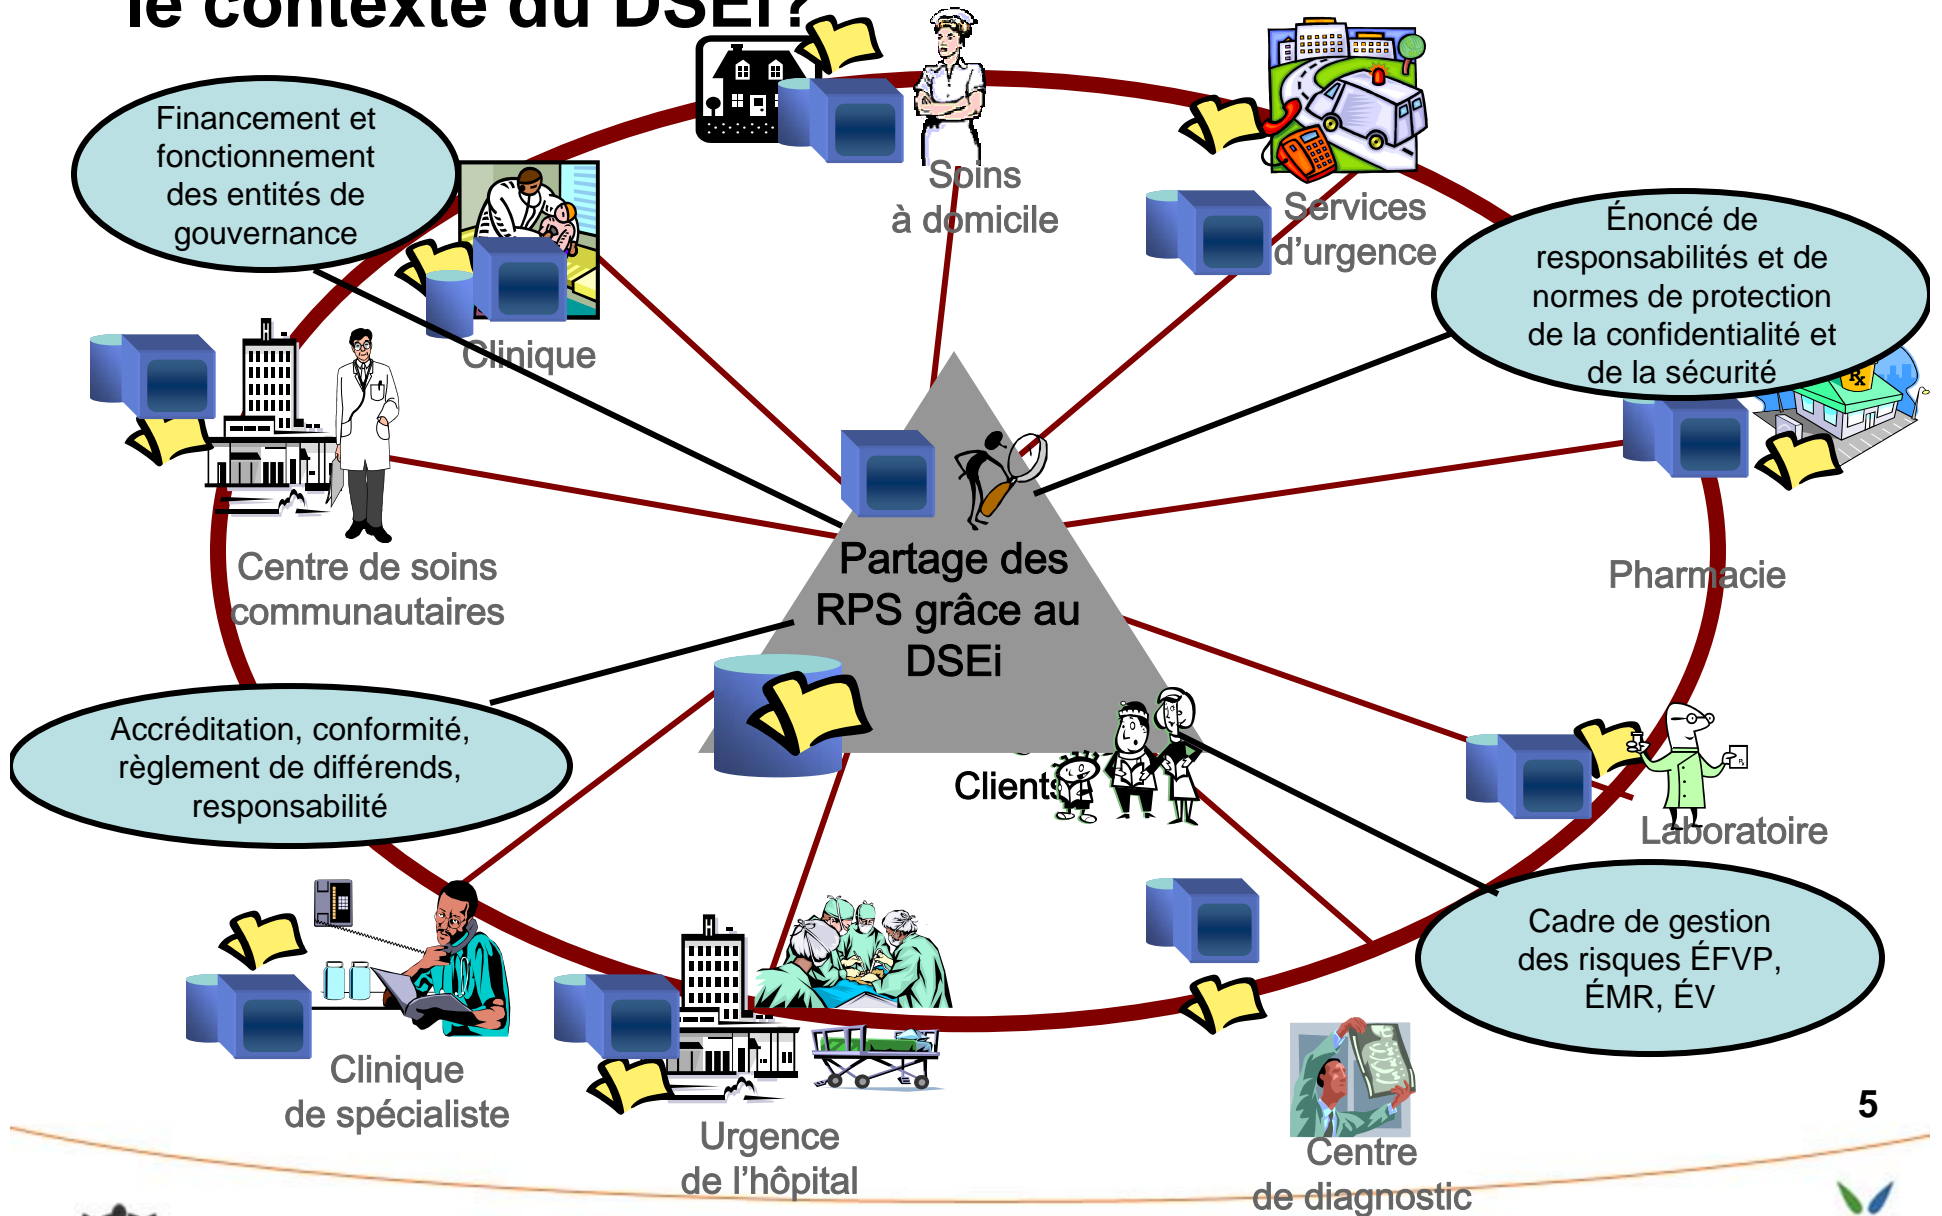 le contexte du DSEi?
Financement et
fonctionnement
des entités de
gouvernance
Soins
à domicile
Services
d'urgence
Énoncé de
responsabilités et de
normes de protection
de la confidentialité et
de la sécurité
Clinique
Rx
Centre de soins
communautaires
Partage des
RPS grâce au
DSEi
Pharmacie
Accréditation, conformité,
règlement de différends,
responsabilité
Clients
Laboratoire
Cadre de gestion
des risques ÉFVP,
ÉMR, ÉV
Clinique
de spécialiste
Urgence
de l'hôpital
Centre
de diagnostic
5